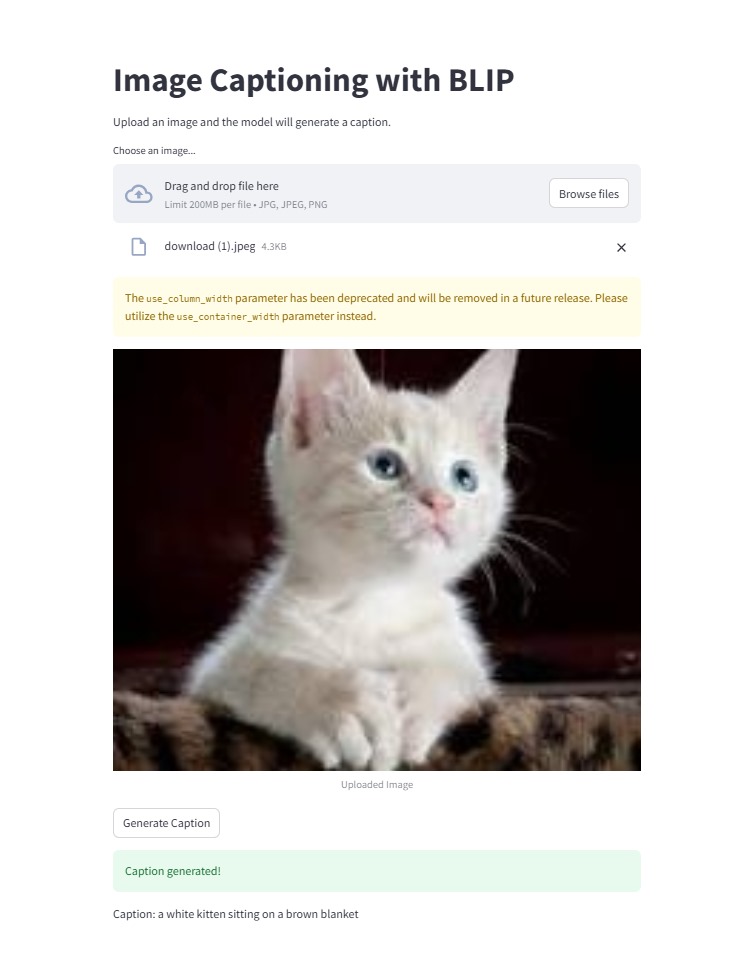 Image Captioning with BLIP
Upload an image and the model will generate a caption.
Choose an image...
Drag and drop file here
Limit 200MB per file • JPG, JPEG, PNG
Browse files
download (1).jpeg 4.3KB
The use_column_width parameter has been deprecated and will be removed in a future release. Please
utilize the use_container_width parameter instead.
Uploaded Image
Generate Caption
Caption generated!
Caption: a white kitten sitting on a brown blanket